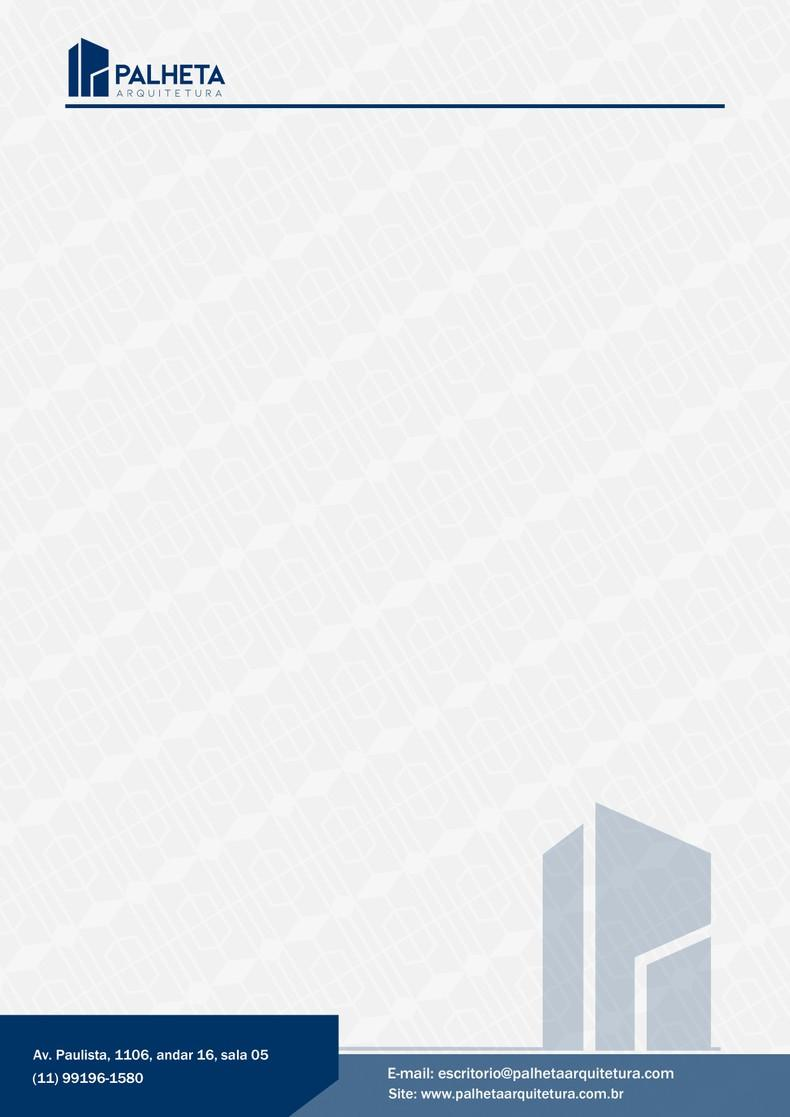 PALHETA
ARQUITETURA
Av. Paulista, 1106, andar 16, sala 05
(11) 99196-1580
E-mail: escritorio@palhetaarquitetura.com
Site: www.palhetaarquitetura.com.br